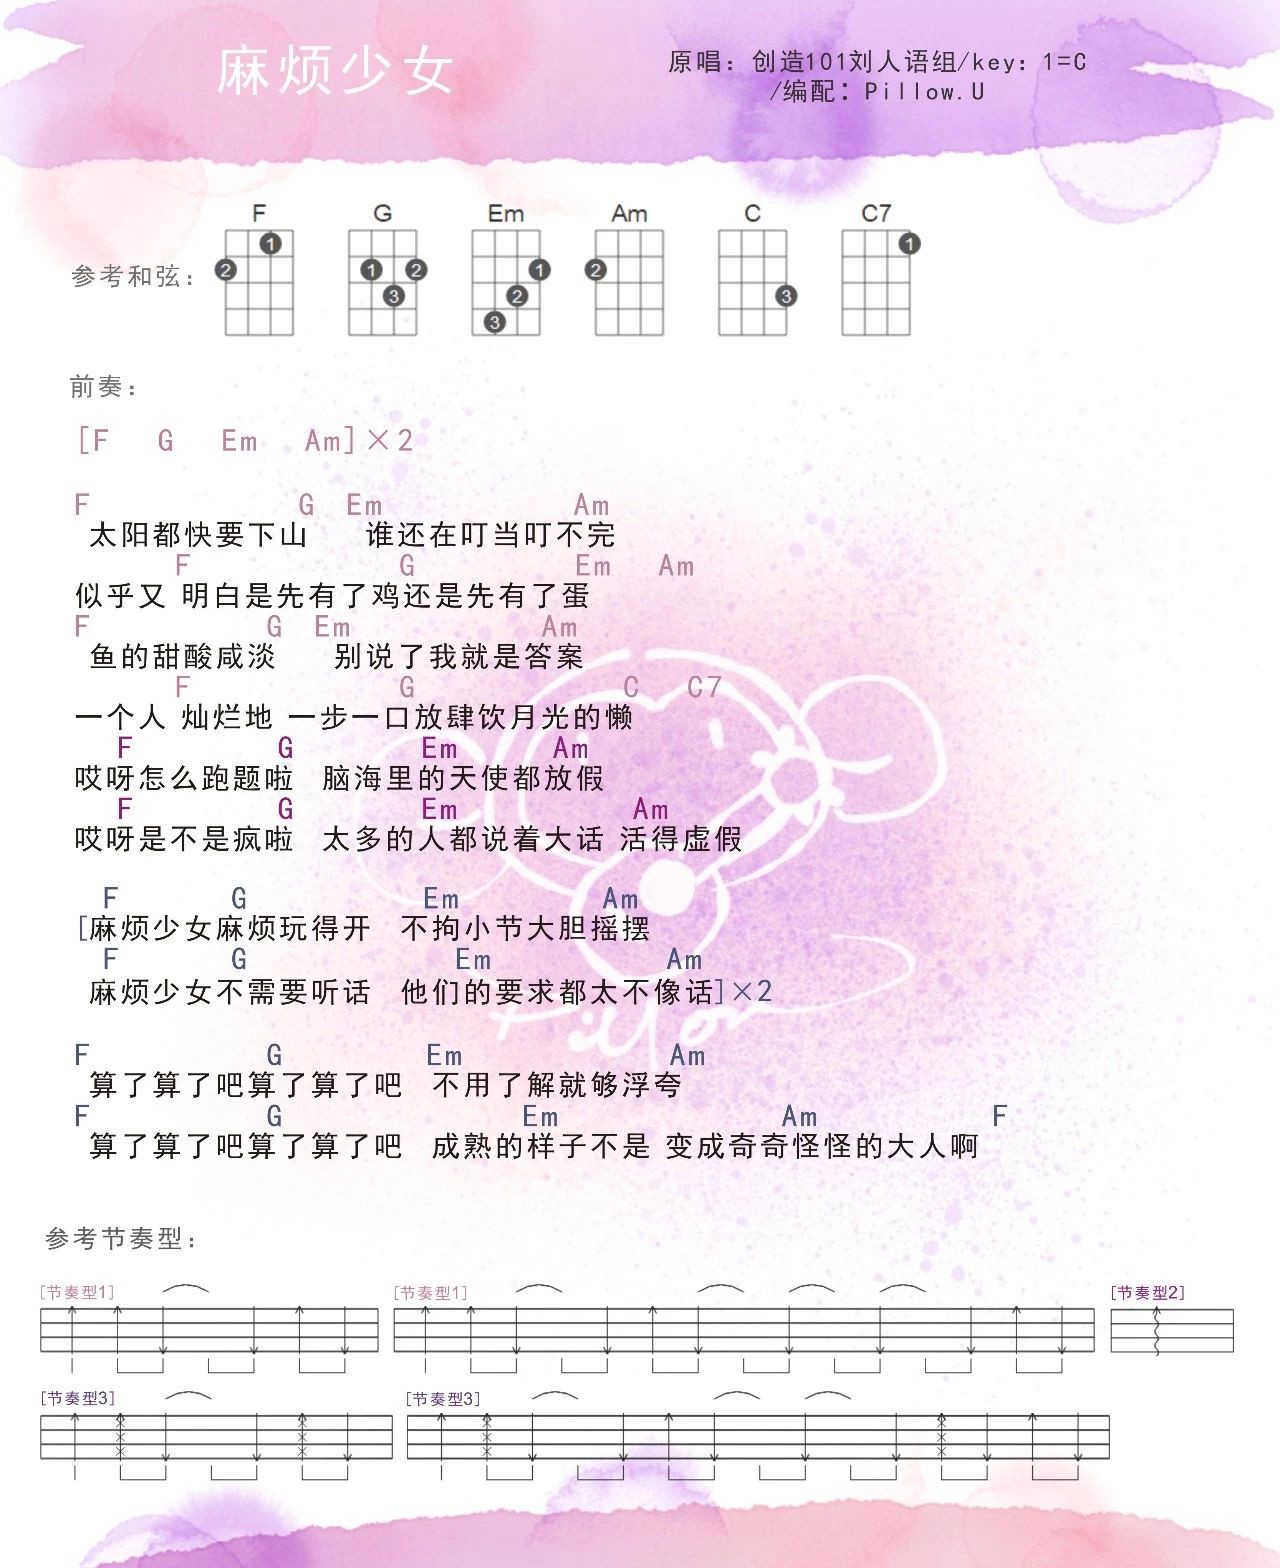 麻烦少女
原唱：创造101刘人语组/key：1=C
/编配：Pillow.U
F G Em Am C C7
参考和弦：
1 2 1 2 3 1 2 3 2 3 1
前奏：
[F G Em Am]×2
F G Em Am
太阳都快要下山 谁还在叮当叮不完
F G Em Am
似乎又 明白是先有了鸡还是先有了蛋
F G Em Am
鱼的甜酸咸淡 别说了我就是答案
F G C C7
一个人 灿烂地 一步一口放肆饮月光的懒
F G Em Am
哎呀怎么跑题啦 脑海里的天使都放假
F G Em Am
哎呀是不是疯啦 太多的人都说着大话 活得虚假
F G Em Am
[麻烦少女麻烦玩得开 不拘小节大胆摇摆
F G Em Am
麻烦少女不需要听话 他们的要求都太不像话]×2
F G Em Am
算了算了吧算了算了吧 不用了解就够浮夸
F G Em Am F
算了算了吧算了算了吧 成熟的样子不是 变成奇奇怪怪的大人啊
Pillow
参考节奏型：
[节奏型1] [节奏型1] [节奏型2]
[节奏型3] [节奏型3]